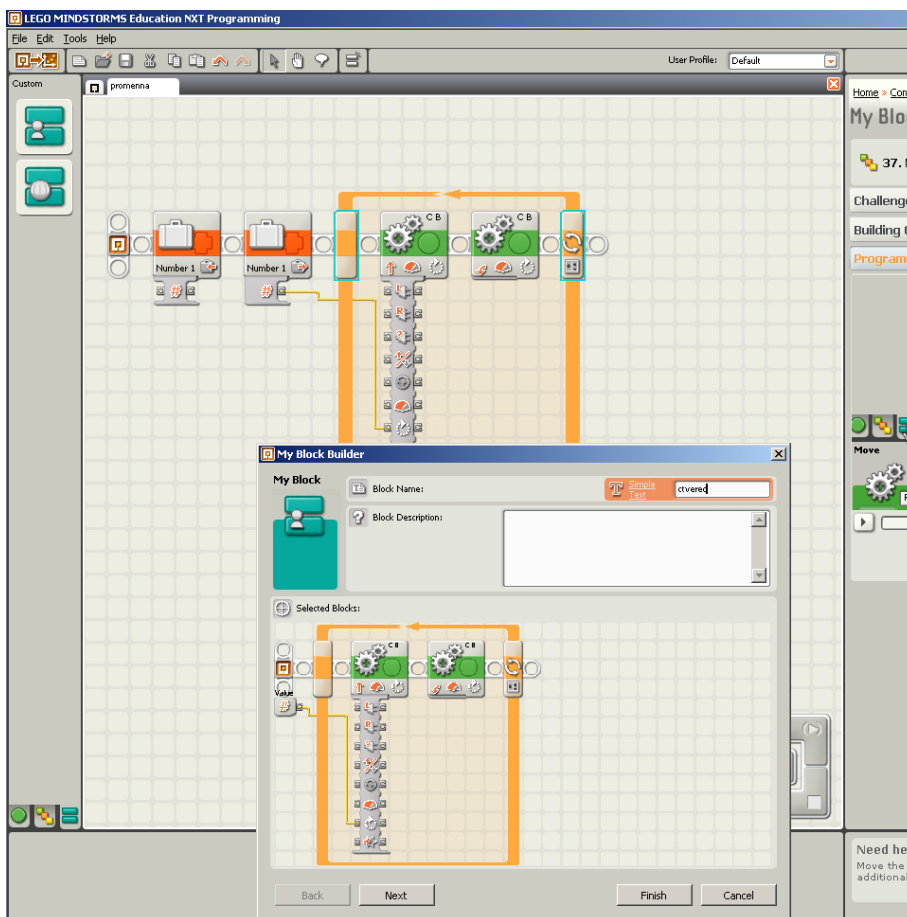 LEGO MINDSTORMS Education NXT Programming
File Edit Tools Help
User Profile: Default
Custom
promenna
Home » Con
My Blo
37. 
Challenge
Building
Program
C B
C B
Number 1
Number 1
#
#
L
R
?
Move
My Block Builder
My Block
Block Name:
T Simple Text
ctvered
? Block Description:
Selected Blocks:
C B
C B
Value
#
L
R
Back
Next
Finish
Cancel
Need he
Move the
additional